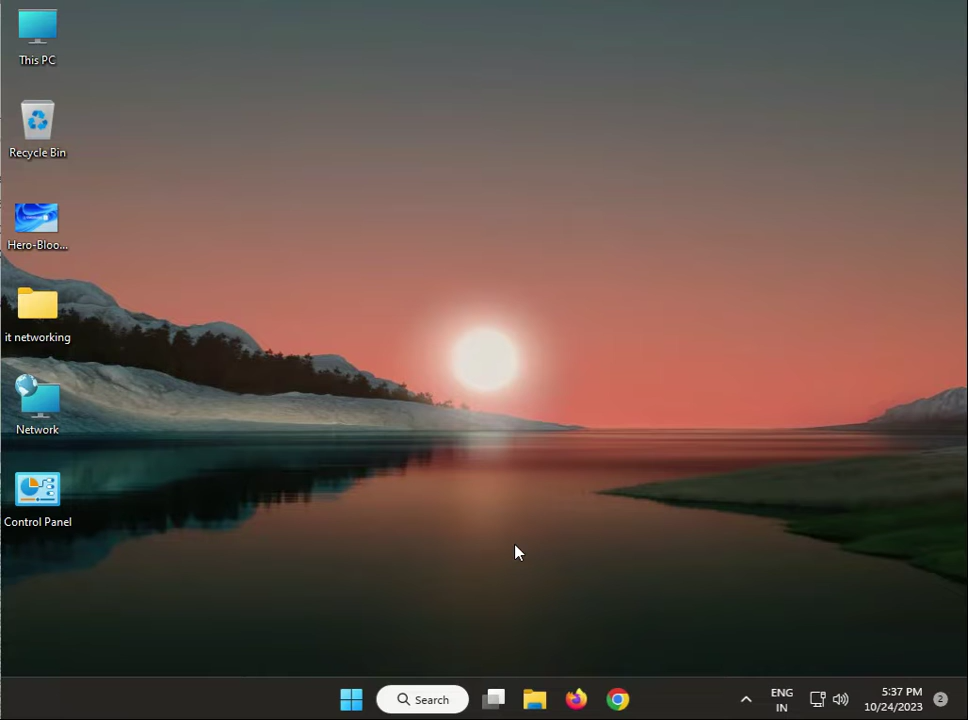 This PC
Recycle Bin
Hero-Bloo...
it networking
Network
Control Panel
Search
ENG
IN
5:37 PM
10/24/2023
2